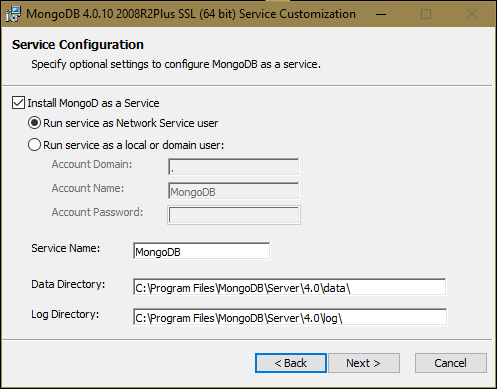 MongoDB 4.0.10 2008R2Plus SSL (64 bit) Service Customization
Service Configuration
Specify optional settings to configure MongoDB as a service.
Install MongoD as a Service
Run service as Network Service user
Run service as a local or domain user:
Account Domain: .
Account Name: MongoDB
Account Password:
Service Name: MongoDB
Data Directory: C:\Program Files\MongoDB\Server\4.0\data\
Log Directory: C:\Program Files\MongoDB\Server\4.0\log\
< Back Next > Cancel